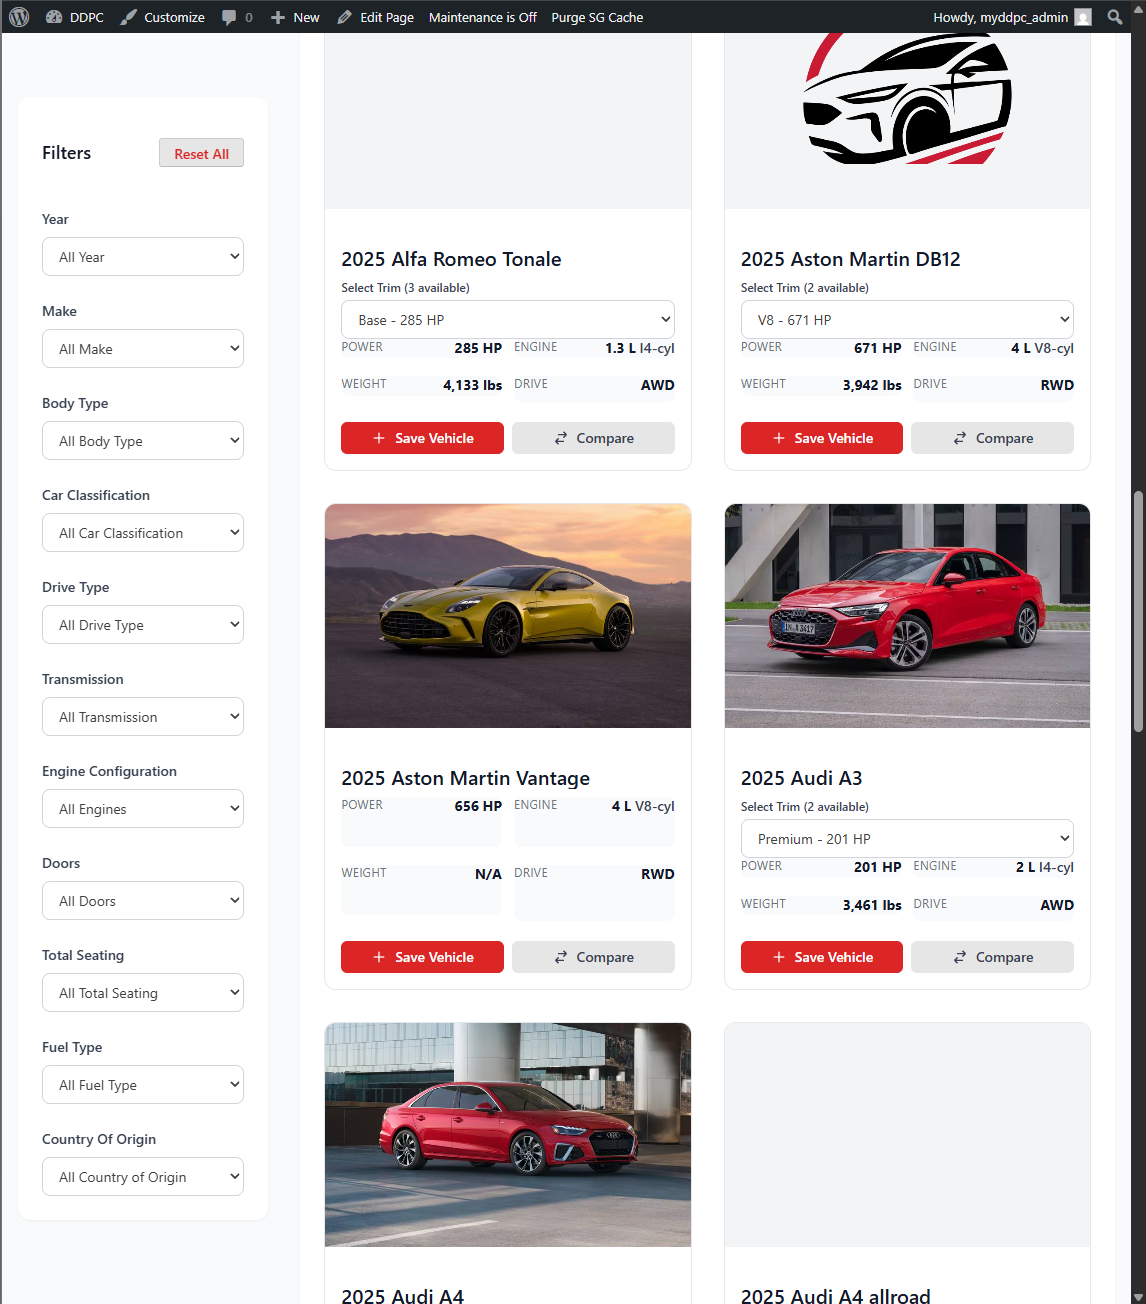 DDPC Customize 0 New Edit Page Maintenance is Off Purge SG Cache Howdy, myddpc_admin
Filters
Reset All
Year
All Year
Make
All Make
Body Type
All Body Type
Car Classification
All Car Classification
Drive Type
All Drive Type
Transmission
All Transmission
Engine Configuration
All Engines
Doors
All Doors
Total Seating
All Total Seating
Fuel Type
All Fuel Type
Country Of Origin
All Country of Origin
2025 Alfa Romeo Tonale
Select Trim (3 available)
Base - 285 HP
POWER 285 HP ENGINE 1.3 L I4-cyl
WEIGHT 4,133 lbs DRIVE AWD
+ Save Vehicle Compare
2025 Aston Martin DB12
Select Trim (2 available)
V8 - 671 HP
POWER 671 HP ENGINE 4 L V8-cyl
WEIGHT 3,942 lbs DRIVE RWD
+ Save Vehicle Compare
2025 Aston Martin Vantage
POWER 656 HP ENGINE 4 L V8-cyl
WEIGHT N/A DRIVE RWD
+ Save Vehicle Compare
IN·X 3417
2025 Audi A3
Select Trim (2 available)
Premium - 201 HP
POWER 201 HP ENGINE 2 L I4-cyl
WEIGHT 3,461 lbs DRIVE AWD
+ Save Vehicle Compare
2025 Audi A4
2025 Audi A4 allroad